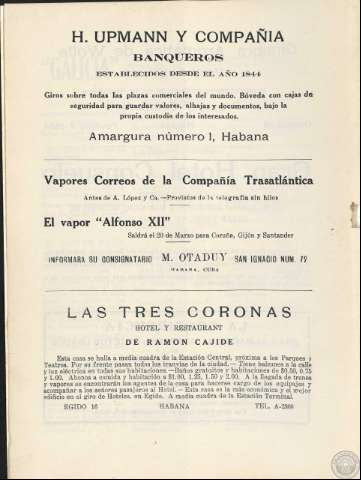 H. UPMANN Y COMPAÑIA
BANQUEROS
ESTABLECIDOS DESDE EL AÑO 1844
Giros sobre todas las plazas comerciales del mundo. Bóveda con cajas de
seguridad para guardar valores, alhajas y documentos, bajo la
propia custodia de los interesados.
Amargura número 1, Habana
Vapores Correos de la Compañía Trasatlántica
Antes de A. López y Ca.—Provistos de la telegrafía sin hilos
El vapor "Alfonso XII"
Saldrá el 20 de Marzo para Coruña, Gijón y Santander
INFORMARA SU CONSIGNATARIO M. OTADUY SAN IGNACIO NUM. 72
HABANA, CUBA
LAS TRES CORONAS
HOTEL Y RESTAURANT
DE RAMON CAJIDE
Esta casa se halla a media cuadra de la Estación Central, próxima a los Parques y
Teatros. Por su frente pasan todos los tranvías de la ciudad.—Tiene balcones a la calle
y luz eléctrica en todas sus habitaciones.—Baños gratuitos y habitaciones de $0.50, 0.75
y 1.00. Abonos a comida y habitación a $1.00, 1.25, 1.50 y 2.00. A la llegada de trenes
y vapores se encontrarán los agentes de la casa para hacerse cargo de los equipajes y
acompañar a los señores pasajeros al Hotel.—Esta casa es la más económica y el mejor
edificio en el giro de Hoteles, en Egido. A media cuadra de la Estación Terminal.
EGIDO 16 HABANA TEL. A-2308